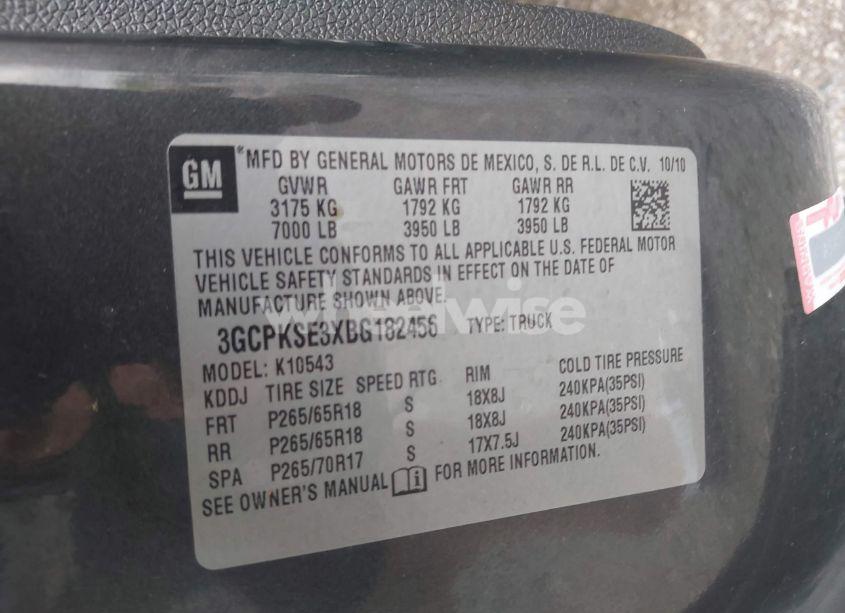 GM
*MFD BY GENERAL MOTORS DE MEXICO, S. DE R.L. DE C.V. 10/10
GVWR GAWR FRT GAWR RR
3175 KG 1792 KG 1792 KG
7000 LB 3950 LB 3950 LB
THIS VEHICLE CONFORMS TO ALL APPLICABLE U.S. FEDERAL MOTOR
VEHICLE SAFETY STANDARDS IN EFFECT ON THE DATE OF
MANUFACTURE SHOWN ABOVE.
wheelwise
3GCPKSE3XBG182456 TYPE: TRUCK
MODEL: K10543
KDDJ TIRE SIZE SPEED RTG RIM COLD TIRE PRESSURE
FRT P265/65R18 S 18X8J 240KPA(35PSI)
RR P265/65R18 S 18X8J 240KPA(35PSI)
SPA P265/70R17 S 17X7.5J 240KPA(35PSI)
SEE OWNER'S MANUAL FOR MORE INFORMATION.